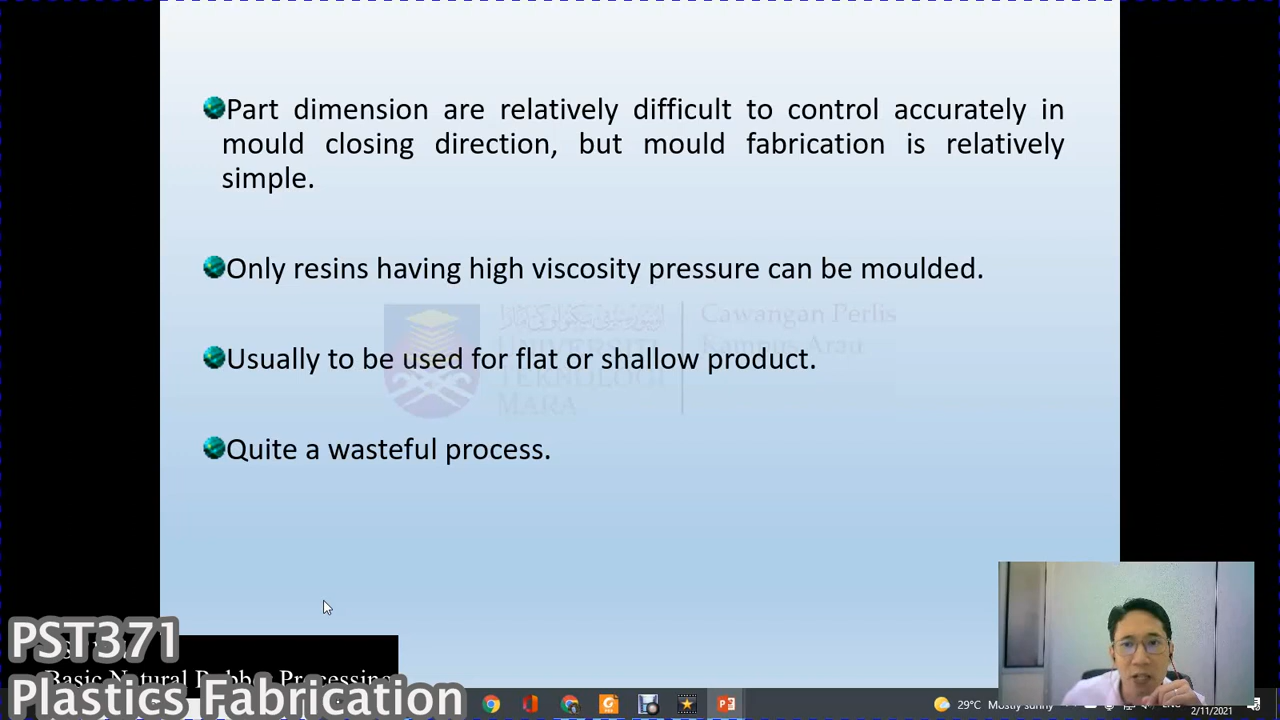 Part dimension are relatively difficult to control accurately in
mould closing direction, but mould fabrication is relatively
simple.
Only resins having high viscosity pressure can be moulded.
Cawangan Perlis
Kampus Arau
UNIVERSITI
TEKNOLOGI
MARA
Usually to be used for flat or shallow product.
Quite a wasteful process.
PST371
Basic Natural Rubber Processing
Plastics Fabrication
29°C Mostly sunny
2/11/2021